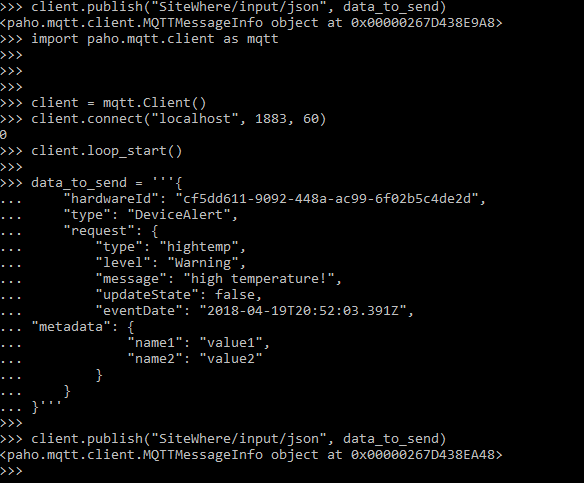 >>> client.publish("SiteWhere/input/json", data_to_send)
<paho.mqtt.client.MQTTMessageInfo object at 0x00000267D438E9A8>
>>> import paho.mqtt.client as mqtt
>>>
>>>
>>>
>>> client = mqtt.Client()
>>> client.connect("localhost", 1883, 60)
0
>>> client.loop_start()
>>>
>>> data_to_send = '''{
...     "hardwareId": "cf5dd611-9092-448a-ac99-6f02b5c4de2d",
...     "type": "DeviceAlert",
...     "request": {
...         "type": "hightemp",
...         "level": "Warning",
...         "message": "high temperature!",
...         "updateState": false,
...         "eventDate": "2018-04-19T20:52:03.391Z",
... "metadata": {
...             "name1": "value1",
...             "name2": "value2"
...         }
...     }
... }'''
>>>
>>> client.publish("SiteWhere/input/json", data_to_send)
<paho.mqtt.client.MQTTMessageInfo object at 0x00000267D438EA48>
>>>